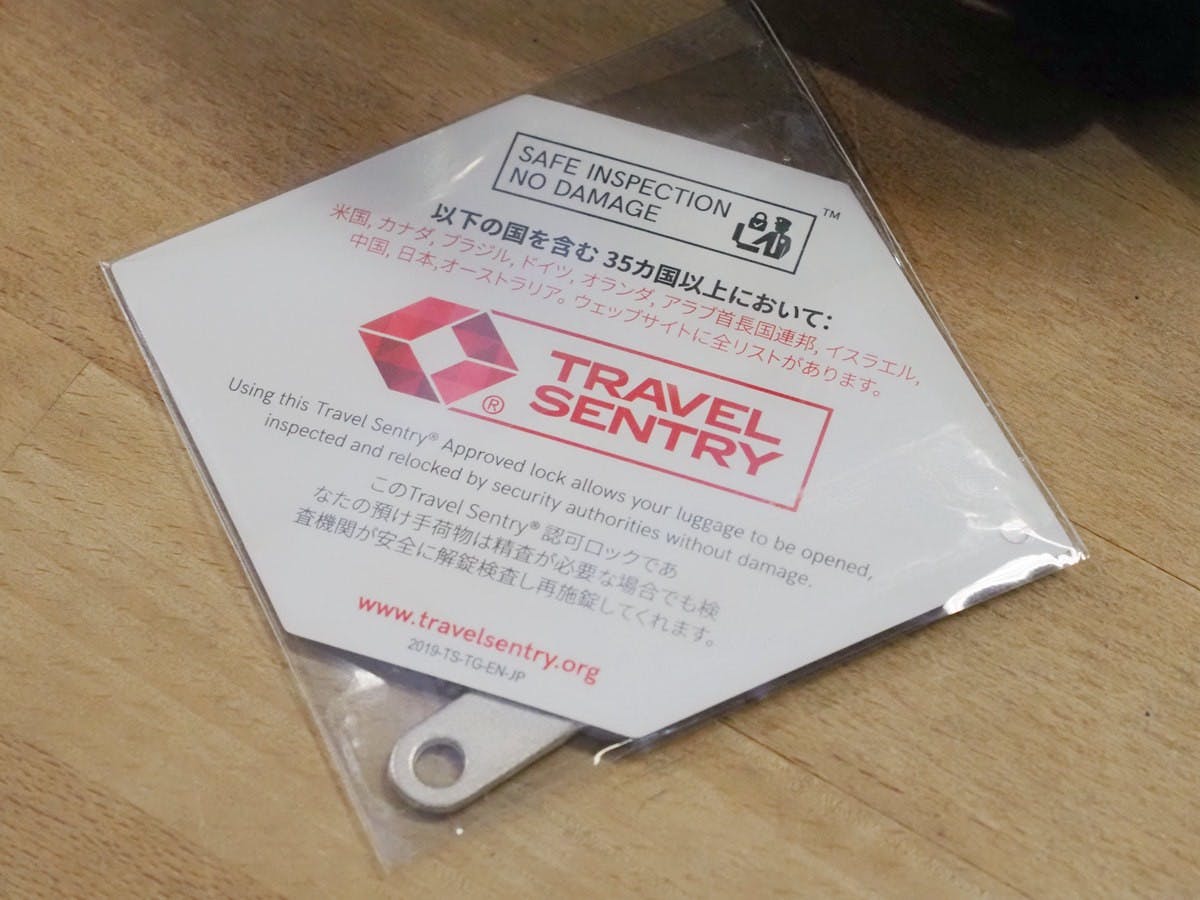 SAFE INSPECTION
NO DAMAGE
™
以下の国を含む 35カ国以上において:
米国, カナダ, ブラジル, ドイツ, オランダ, アラブ首長国連邦, イスラエル,
中国, 日本,オーストラリア。ウェッブサイトに全リストがあります。
TRAVEL
SENTRY
®
Using this Travel Sentry® Approved lock allows your luggage to be opened,
inspected and relocked by security authorities without damage.
このTravel Sentry® 認可ロックであ
なたの預け手荷物は精査が必要な場合でも検
査機関が安全に解錠検査し再施錠してくれます。
www.travelsentry.org
2019-TS-TG-EN-JP